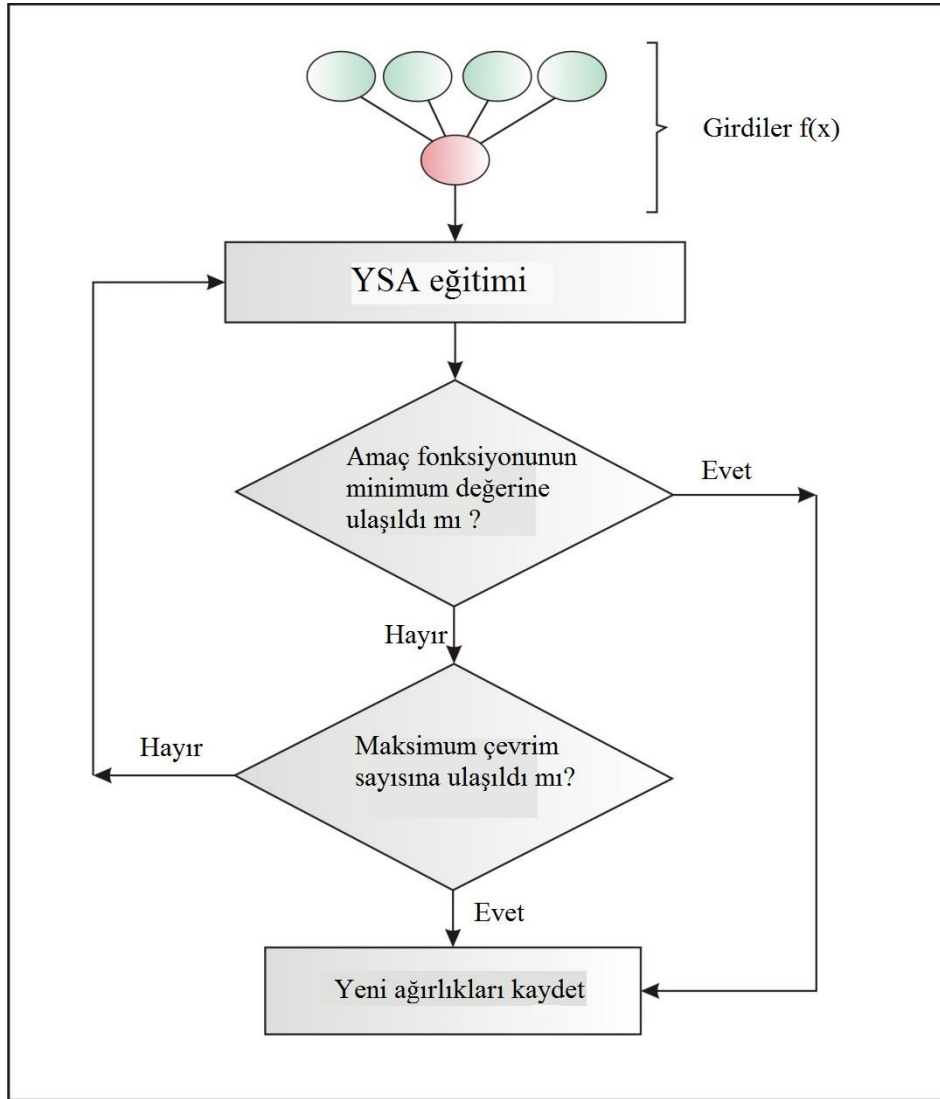 Girdiler f(x)
YSA eğitimi
Amaç fonksiyonunun
minimum değerine
ulaşıldı mı ?
Evet
Hayır
Maksimum çevrim
sayısına ulaşıldı mı?
Hayır
Evet
Yeni ağırlıkları kaydet